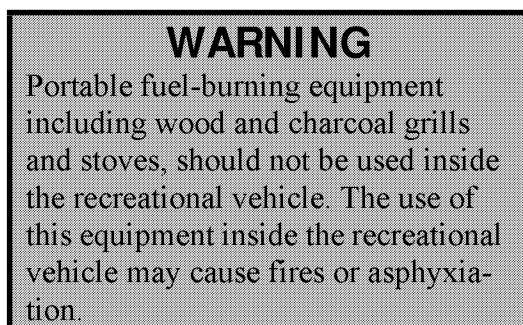 WARNING
Portable fuel-burning equipment
including wood and charcoal grills
and stoves, should not be used inside
the recreational vehicle. The use of
this equipment inside the recreational
vehicle may cause fires or asphyxia-
tion.